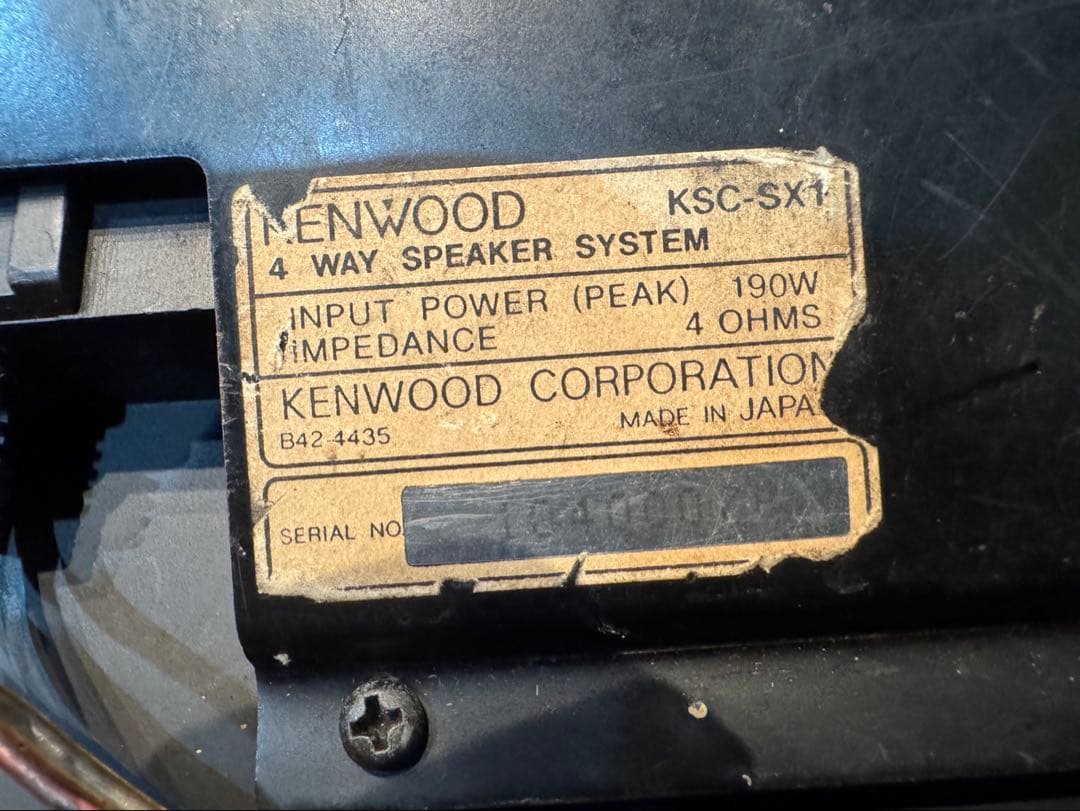 KENWOOD KSC-SX1
4 WAY SPEAKER SYSTEM
INPUT POWER (PEAK) 190W
IMPEDANCE 4 OHMS
KENWOOD CORPORATION
B42-4435 MADE IN JAPA
SERIAL NO.